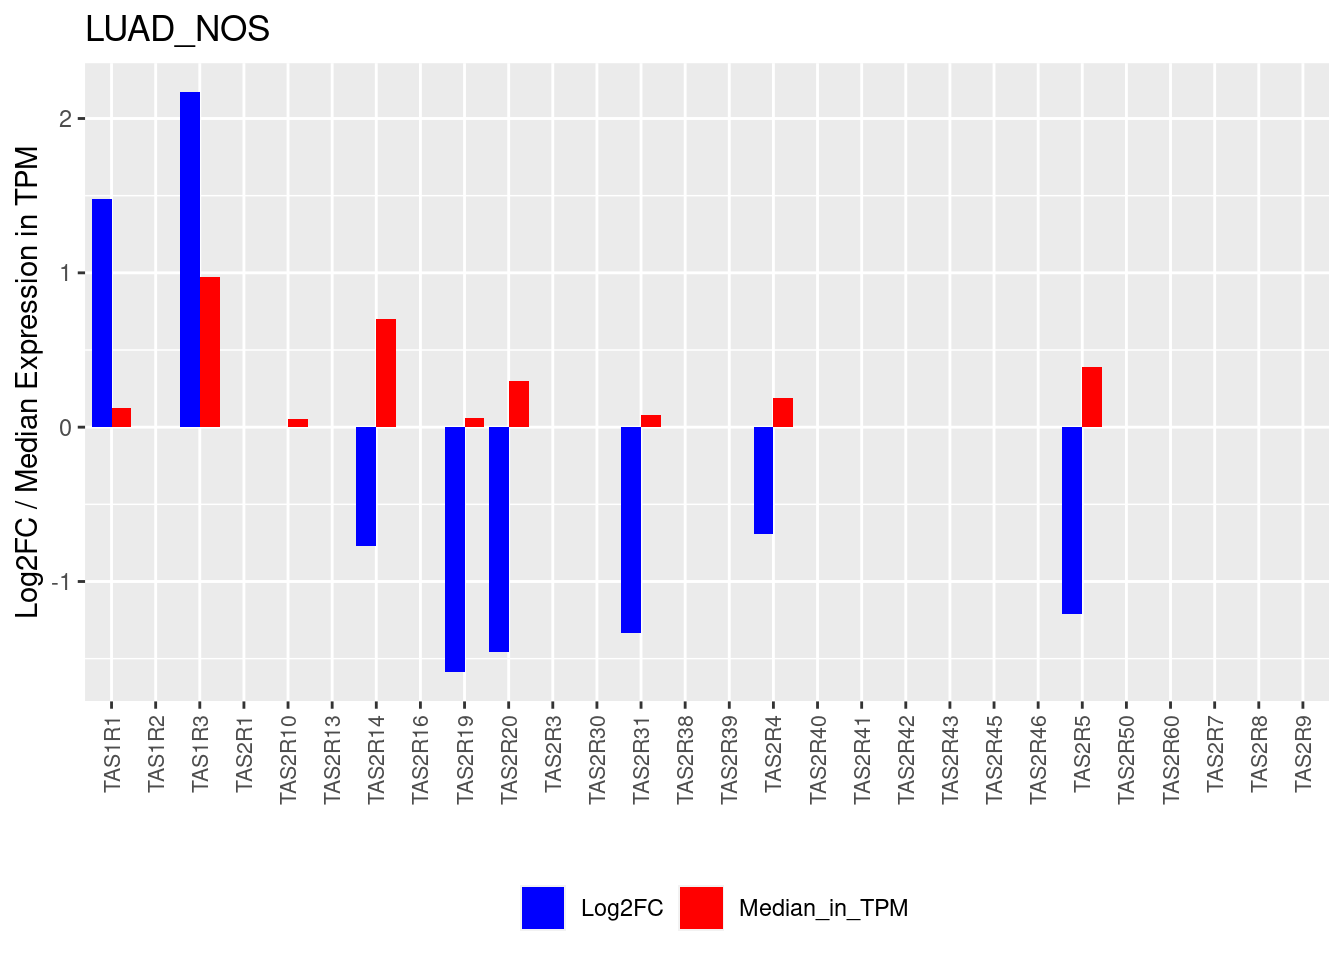 LUAD_NOS
Log2FC / Median Expression in TPM
2
1
0
-1
TAS1R1
TAS1R2
TAS1R3
TAS2R1
TAS2R10
TAS2R13
TAS2R14
TAS2R16
TAS2R19
TAS2R20
TAS2R3
TAS2R30
TAS2R31
TAS2R38
TAS2R39
TAS2R4
TAS2R40
TAS2R41
TAS2R42
TAS2R43
TAS2R45
TAS2R46
TAS2R5
TAS2R50
TAS2R60
TAS2R7
TAS2R8
TAS2R9
Log2FC
Median_in_TPM